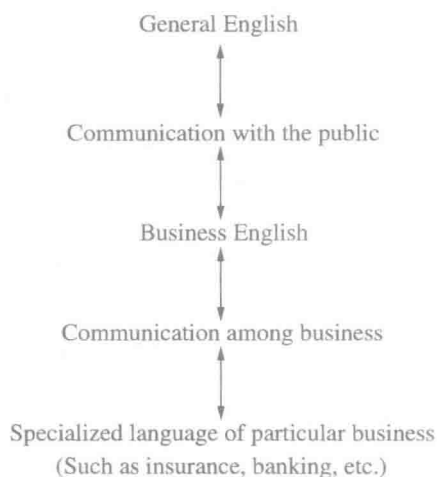 General English
Communication with the public
Business English
Communication among business
Specialized language of particular business
(Such as insurance, banking, etc.)